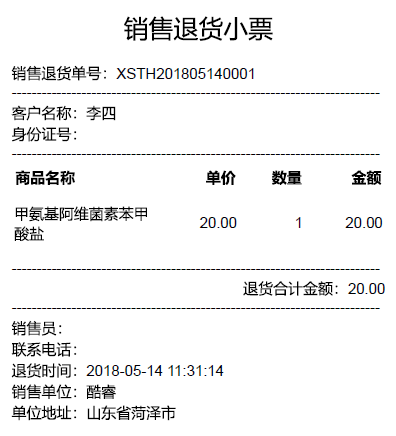 销售退货小票
销售退货单号：XSTH201805140001
客户名称：李四
身份证号：
商品名称 单价 数量 金额
甲氨基阿维菌素苯甲
酸盐 20.00 1 20.00
退货合计金额：20.00
销售员：
联系电话：
退货时间：2018-05-14 11:31:14
销售单位：酷睿
单位地址：山东省菏泽市